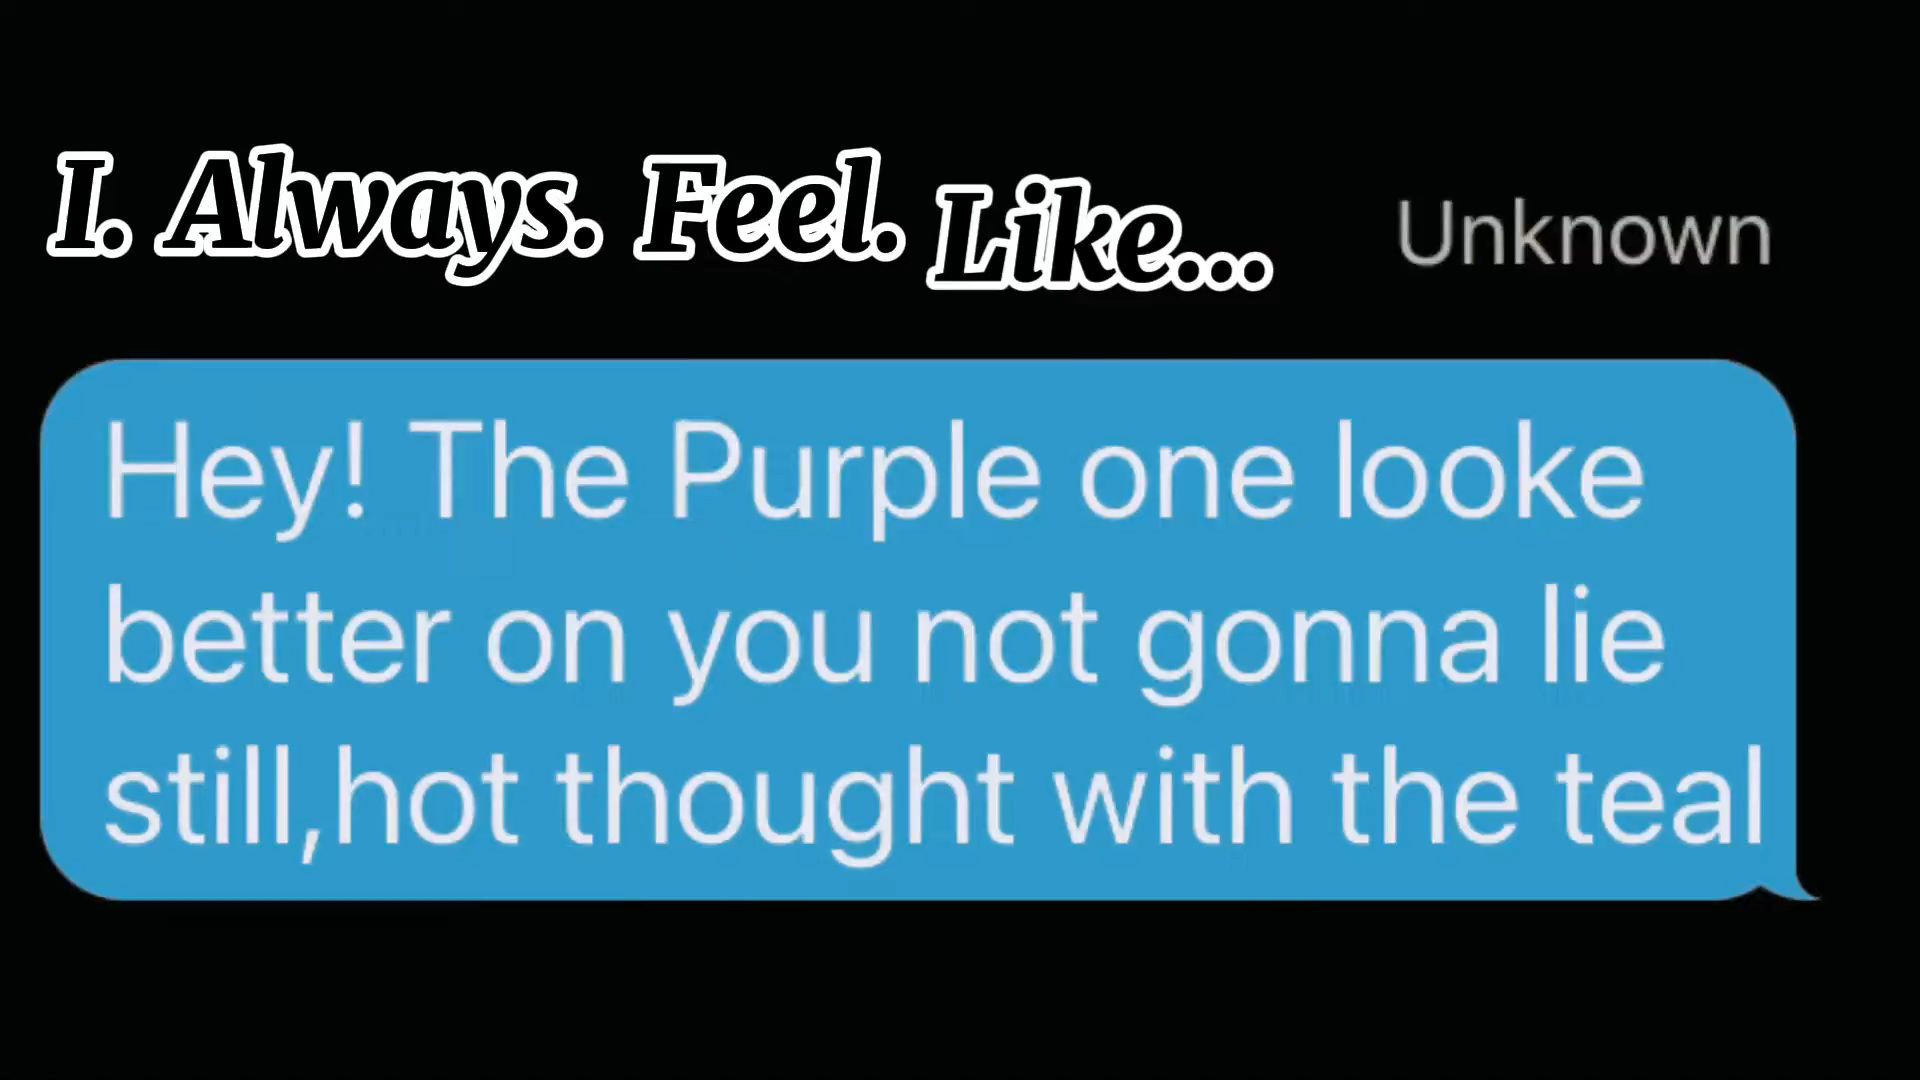 I. Always. Feel. Like...
Unknown
Hey! The Purple one looke
better on you not gonna lie
still,hot thought with the teal